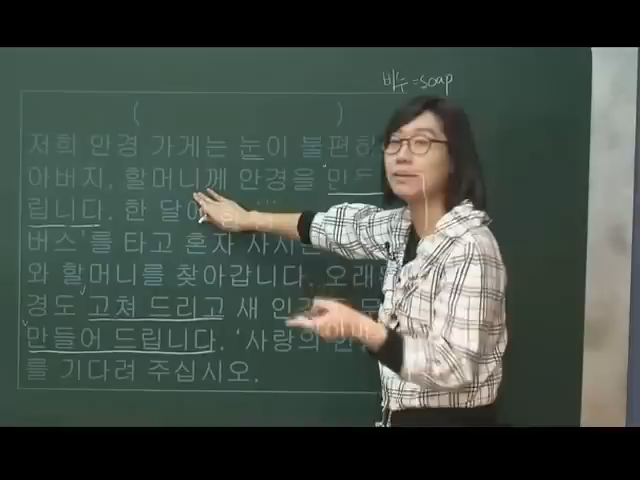 비누=soap
( )
저희 안경 가게는 눈이 불편하
아버지, 할머니께 안경을 만드
립니다. 한 달에 한
버스'를 타고 혼자 사시는
와 할머니를 찾아갑니다. 오래
경도 고쳐 드리고 새 안경
만들어 드립니다. '사랑의 안경
를 기다려 주십시오.